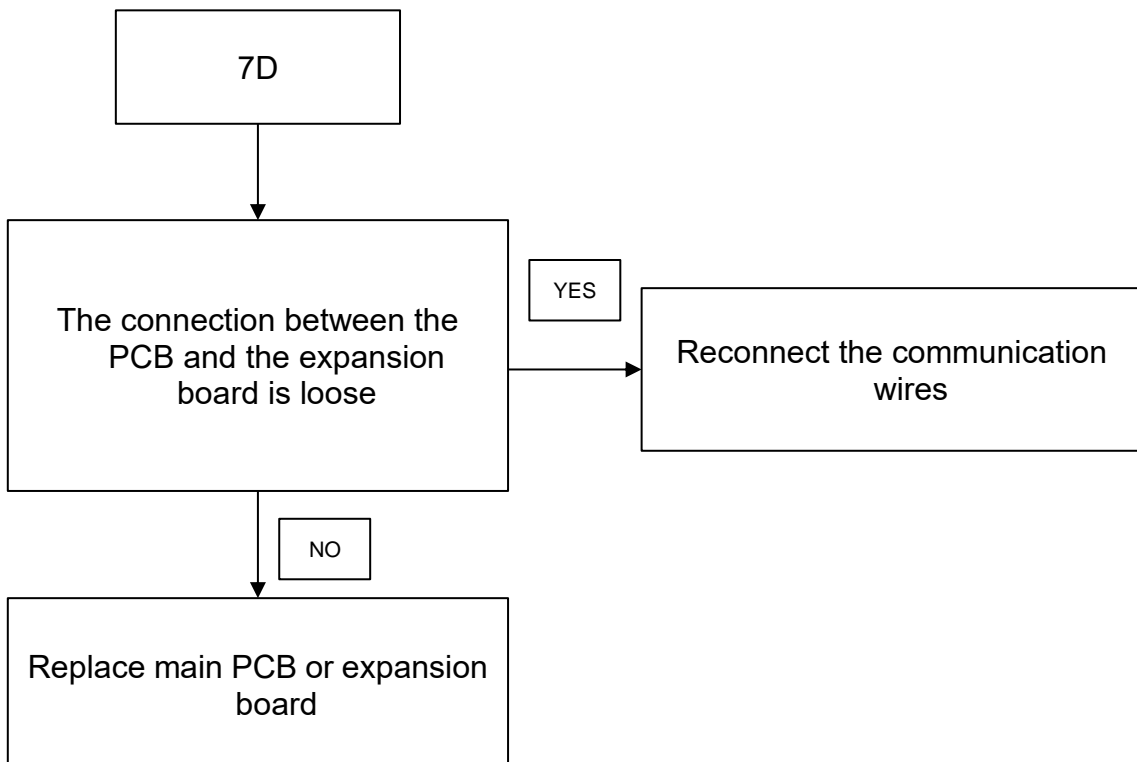 7D
The connection between the
PCB and the expansion
board is loose
YES
Reconnect the communication
wires
NO
Replace main PCB or expansion
board